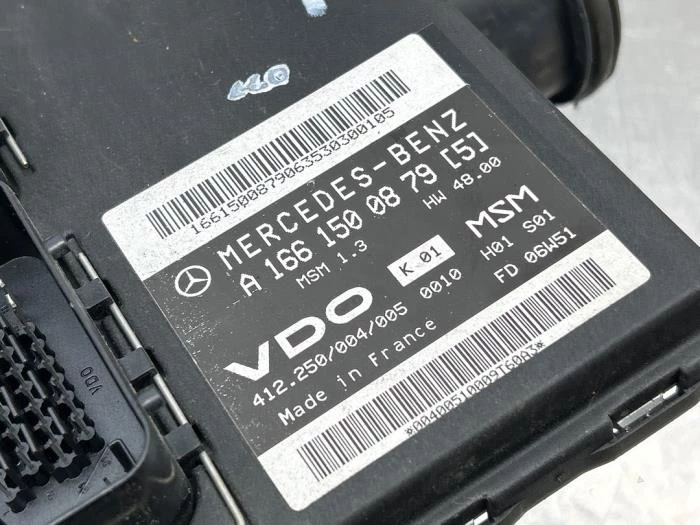 M.O
1661500879063530300105
MERCEDES-BENZ
A 166 150 08 79 [5]
MSM 1.3 HW 48.00
VDO K 01 MSM
412.250/004/005 0010 H01 S01
Made in France FD 06W51
*00400510009T60A3*
VDO